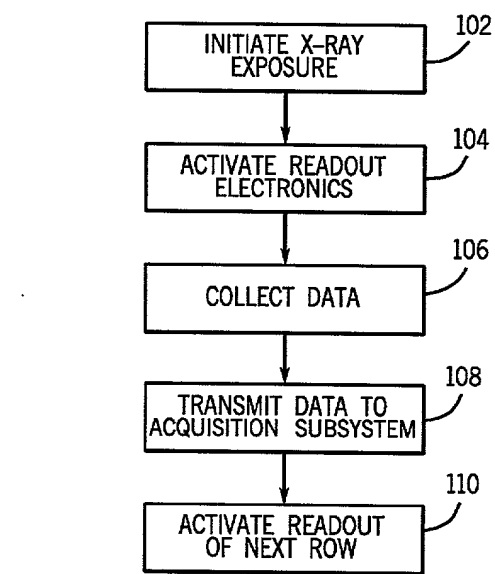 102
INITIATE X-RAY
EXPOSURE
104
ACTIVATE READOUT
ELECTRONICS
106
COLLECT DATA
108
TRANSMIT DATA TO
ACQUISITION SUBSYSTEM
110
ACTIVATE READOUT
OF NEXT ROW